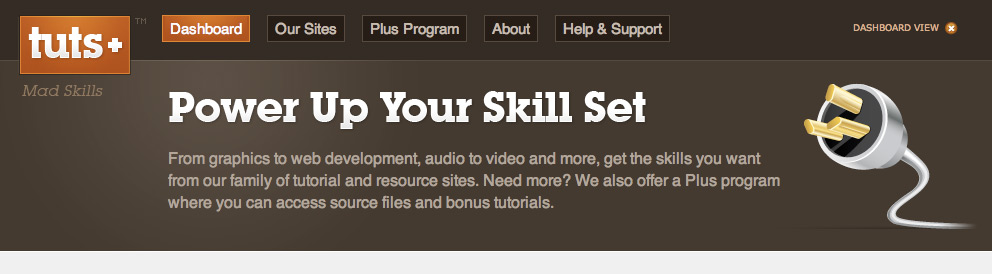 tuts+ TM
Dashboard Our Sites Plus Program About Help & Support
DASHBOARD VIEW
Mad Skills
Power Up Your Skill Set
From graphics to web development, audio to video and more, get the skills you want
from our family of tutorial and resource sites. Need more? We also offer a Plus program
where you can access source files and bonus tutorials.